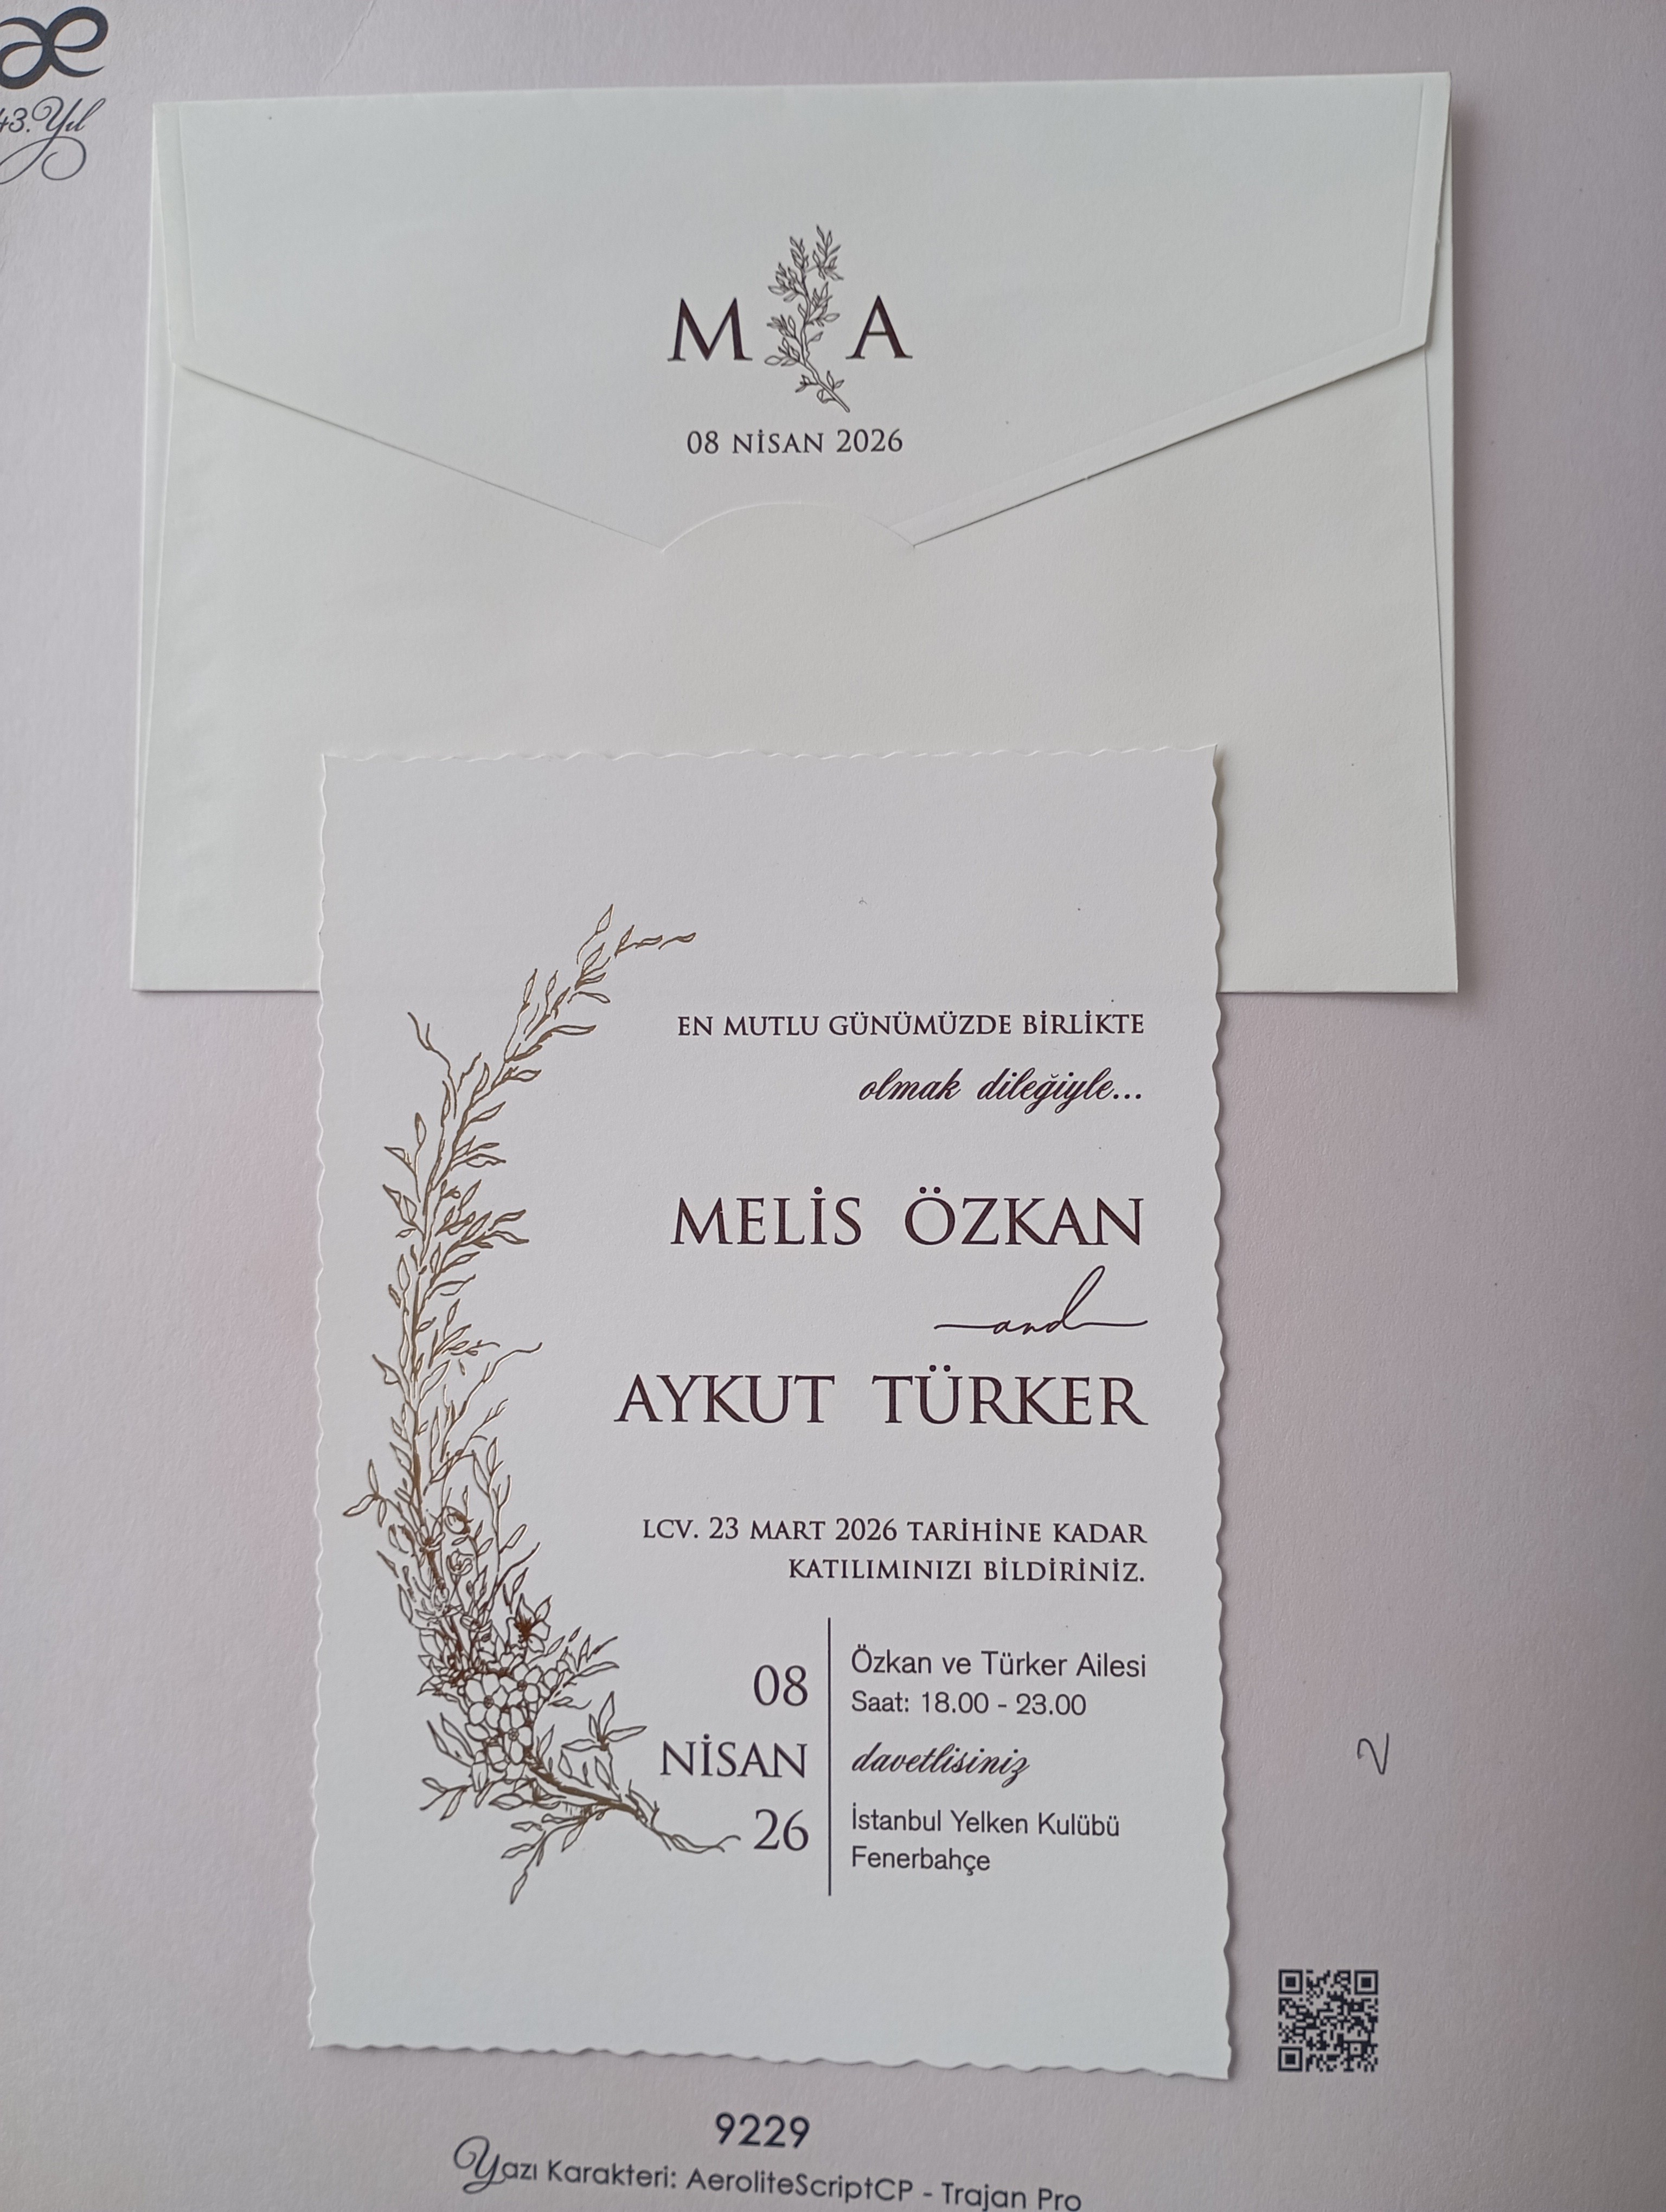 æ
43.Yıl
M A
08 NİSAN 2026
EN MUTLU GÜNÜMÜZDE BİRLİKTE
olmak dileğiyle...
MELİS ÖZKAN
and
AYKUT TÜRKER
LCV. 23 MART 2026 TARİHİNE KADAR
KATILIMINIZI BİLDİRİNİZ.
08
NİSAN
26
Özkan ve Türker Ailesi
Saat: 18.00 - 23.00
davetlisiniz
İstanbul Yelken Kulübü
Fenerbahçe
2
9229
Yazı Karakteri: AeroliteScriptCP - Trajan Pro